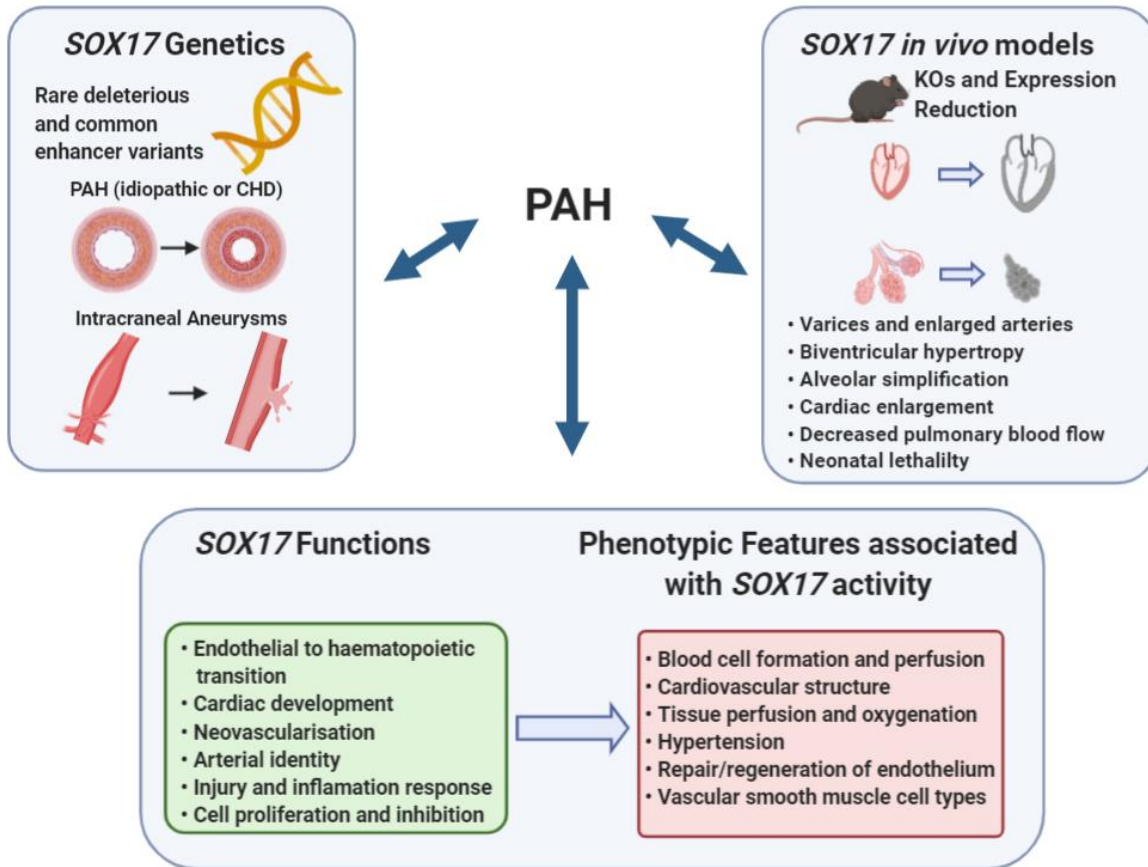 SOX17 Genetics
Rare deleterious
and common
enhancer variants
PAH (idiopathic or CHD)
Intracraneal Aneurysms
PAH
SOX17 in vivo models
KOs and Expression
Reduction
• Varices and enlarged arteries
• Biventricular hypertropy
• Alveolar simplification
• Cardiac enlargement
• Decreased pulmonary blood flow
• Neonatal lethalilty
SOX17 Functions
• Endothelial to haematopoietic
transition
• Cardiac development
• Neovascularisation
• Arterial identity
• Injury and inflamation response
• Cell proliferation and inhibition
Phenotypic Features associated
with SOX17 activity
• Blood cell formation and perfusion
• Cardiovascular structure
• Tissue perfusion and oxygenation
• Hypertension
• Repair/regeneration of endothelium
• Vascular smooth muscle cell types